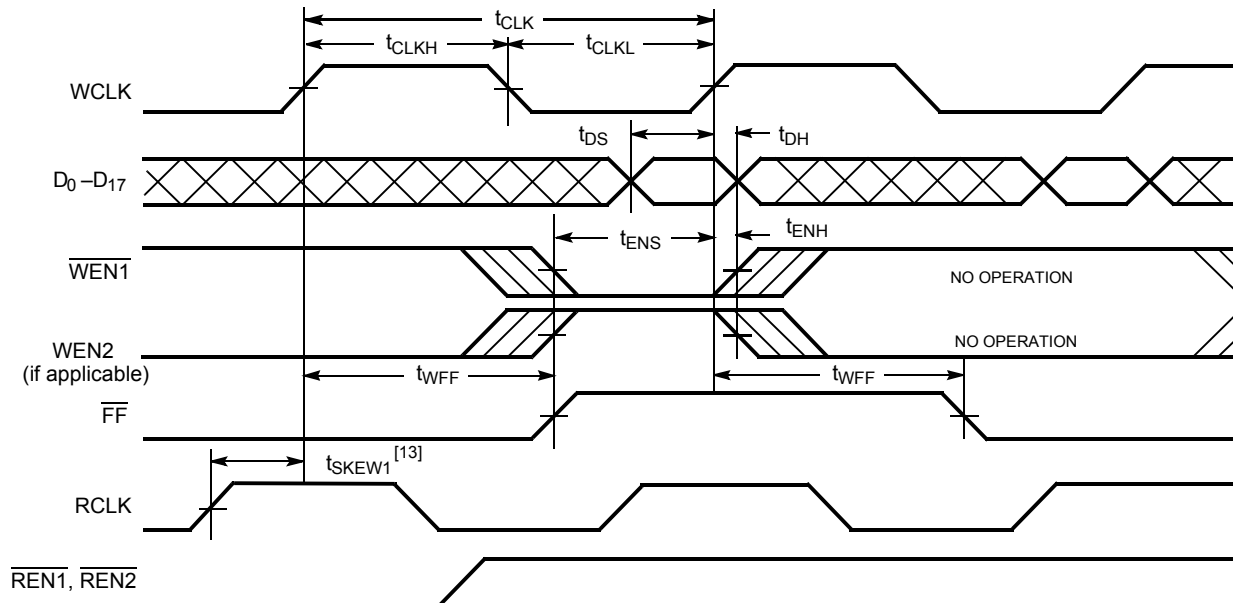 tCLK
tCLKH tCLKL
WCLK
tDS tDH
D0 –D17
tENS tENH
WEN1
NO OPERATION
WEN2
(if applicable)
NO OPERATION
tWFF tWFF
FF
tSKEW1 [13]
RCLK
REN1, REN2